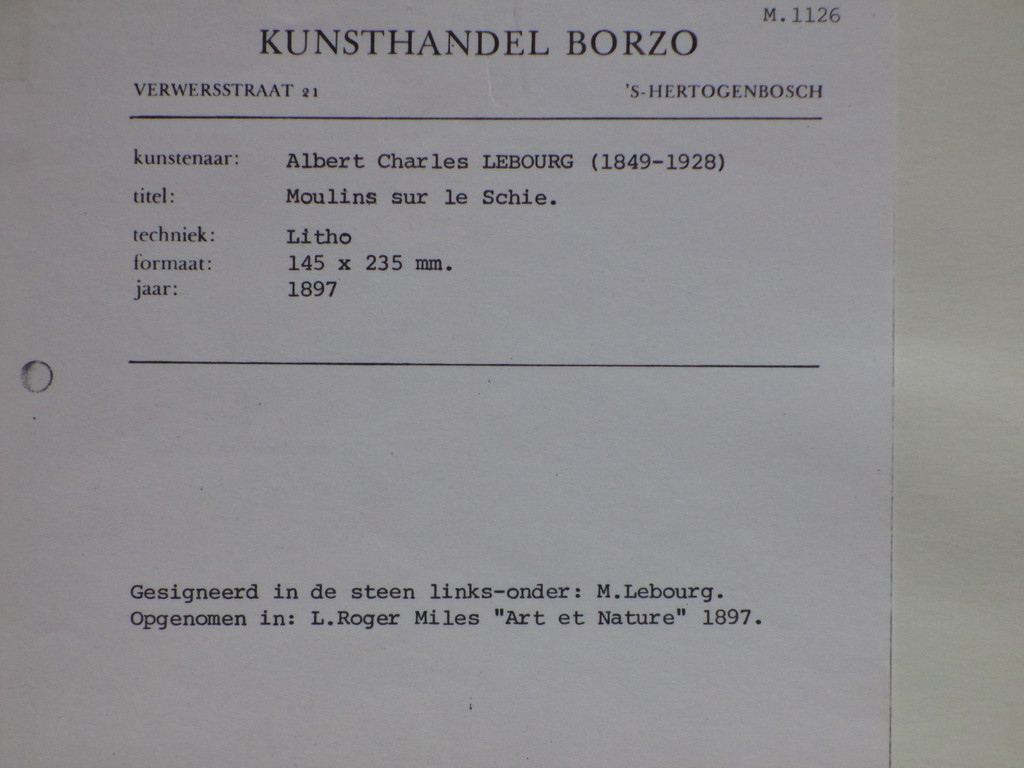 M.1126
KUNSTHANDEL BORZO
VERWERSSTRAAT 21 'S-HERTOGENBOSCH
kunstenaar: Albert Charles LEBOURG (1849-1928)
titel: Moulins sur le Schie.
techniek: Litho
formaat: 145 x 235 mm.
jaar: 1897
Gesigneerd in de steen links-onder: M.Lebourg.
Opgenomen in: L.Roger Miles "Art et Nature" 1897.